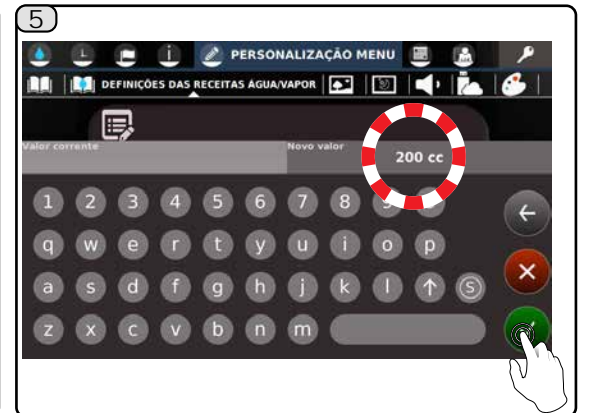 5
PERSONALIZAÇÃO MENU
DEFINIÇÕES DAS RECEITAS ÁGUA/VAPOR
Valor corrente
Novo valor
200 cc
1 2 3 4 5 6 7 8 9
q w e r t y u i o p
a s d f g h j k l ↑ S
z x c v b n m